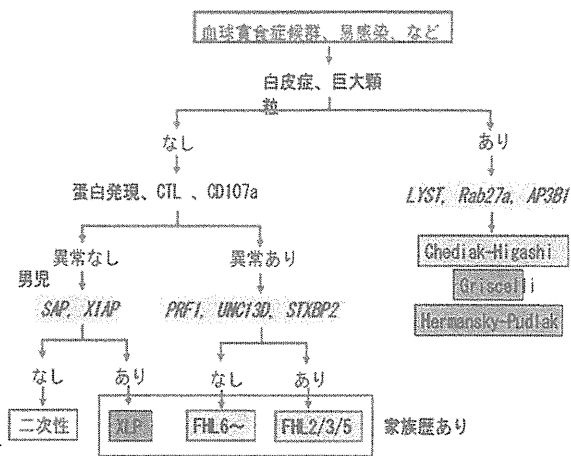 血球貪食症候群、易感染、など
白皮症、巨大顆
粒
なし
あり
蛋白発現、CTL 、CD107a
LYST, Rab27a, AP3B1
異常なし
異常あり
Chediak-Higashi
男児
Griscelli
SAP, XIAP
PRF1, UNC13D, STXBP2
Hermansky-Pudlak
なし
あり
なし
あり
二次性
XLP
FHL6~
FHL2/3/5
家族歴あり